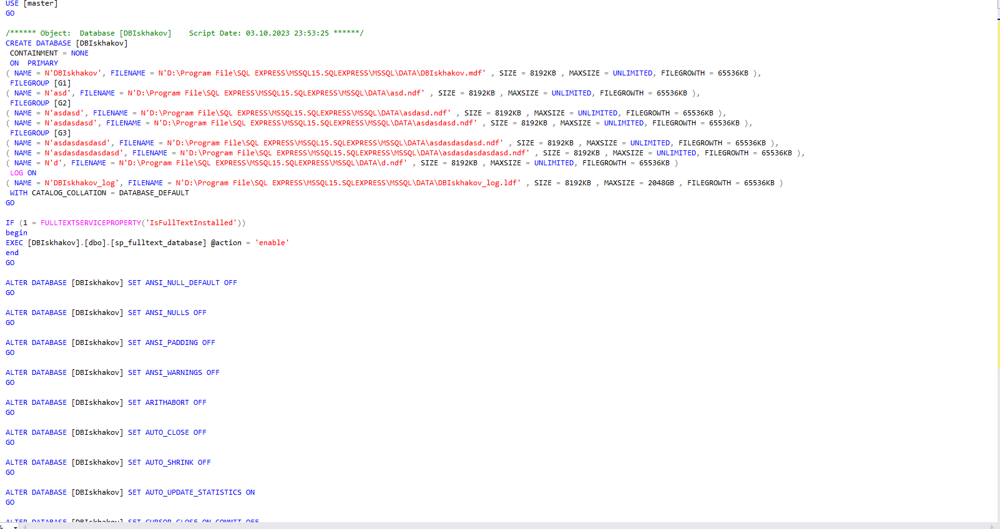 USE [master]
GO
/****** Object:  Database [DBIskhakov]    Script Date: 03.10.2023 23:53:25 ******/
CREATE DATABASE [DBIskhakov]
 CONTAINMENT = NONE
 ON  PRIMARY
( NAME = N'DBIskhakov', FILENAME = N'D:\Program File\SQL EXPRESS\MSSQL15.SQLEXPRESS\MSSQL\DATA\DBIskhakov.mdf' , SIZE = 8192KB , MAXSIZE = UNLIMITED, FILEGROWTH = 65536KB ),
 FILEGROUP [G1]
( NAME = N'asd', FILENAME = N'D:\Program File\SQL EXPRESS\MSSQL15.SQLEXPRESS\MSSQL\DATA\asd.ndf' , SIZE = 8192KB , MAXSIZE = UNLIMITED, FILEGROWTH = 65536KB ),
 FILEGROUP [G2]
( NAME = N'asdasd', FILENAME = N'D:\Program File\SQL EXPRESS\MSSQL15.SQLEXPRESS\MSSQL\DATA\asdasd.ndf' , SIZE = 8192KB , MAXSIZE = UNLIMITED, FILEGROWTH = 65536KB ),
( NAME = N'asdasdasd', FILENAME = N'D:\Program File\SQL EXPRESS\MSSQL15.SQLEXPRESS\MSSQL\DATA\asdasdasd.ndf' , SIZE = 8192KB , MAXSIZE = UNLIMITED, FILEGROWTH = 65536KB ),
 FILEGROUP [G3]
( NAME = N'asdasdasdasd', FILENAME = N'D:\Program File\SQL EXPRESS\MSSQL15.SQLEXPRESS\MSSQL\DATA\asdasdasdasd.ndf' , SIZE = 8192KB , MAXSIZE = UNLIMITED, FILEGROWTH = 65536KB ),
( NAME = N'asdasdasdasdasd', FILENAME = N'D:\Program File\SQL EXPRESS\MSSQL15.SQLEXPRESS\MSSQL\DATA\asdasdasdasdasd.ndf' , SIZE = 8192KB , MAXSIZE = UNLIMITED, FILEGROWTH = 65536KB ),
( NAME = N'd', FILENAME = N'D:\Program File\SQL EXPRESS\MSSQL15.SQLEXPRESS\MSSQL\DATA\d.ndf' , SIZE = 8192KB , MAXSIZE = UNLIMITED, FILEGROWTH = 65536KB )
 LOG ON
( NAME = N'DBIskhakov_log', FILENAME = N'D:\Program File\SQL EXPRESS\MSSQL15.SQLEXPRESS\MSSQL\DATA\DBIskhakov_log.ldf' , SIZE = 8192KB , MAXSIZE = 2048GB , FILEGROWTH = 65536KB )
 WITH CATALOG_COLLATION = DATABASE_DEFAULT
GO
IF (1 = FULLTEXTSERVICEPROPERTY('IsFullTextInstalled'))
begin
EXEC [DBIskhakov].[dbo].[sp_fulltext_database] @action = 'enable'
end
GO
ALTER DATABASE [DBIskhakov] SET ANSI_NULL_DEFAULT OFF
GO
ALTER DATABASE [DBIskhakov] SET ANSI_NULLS OFF
GO
ALTER DATABASE [DBIskhakov] SET ANSI_PADDING OFF
GO
ALTER DATABASE [DBIskhakov] SET ANSI_WARNINGS OFF
GO
ALTER DATABASE [DBIskhakov] SET ARITHABORT OFF
GO
ALTER DATABASE [DBIskhakov] SET AUTO_CLOSE OFF
GO
ALTER DATABASE [DBIskhakov] SET AUTO_SHRINK OFF
GO
ALTER DATABASE [DBIskhakov] SET AUTO_UPDATE_STATISTICS ON
GO
ALTER DATABASE [DBIskhakov] SET CURSOR_CLOSE_ON_COMMIT OFF
%